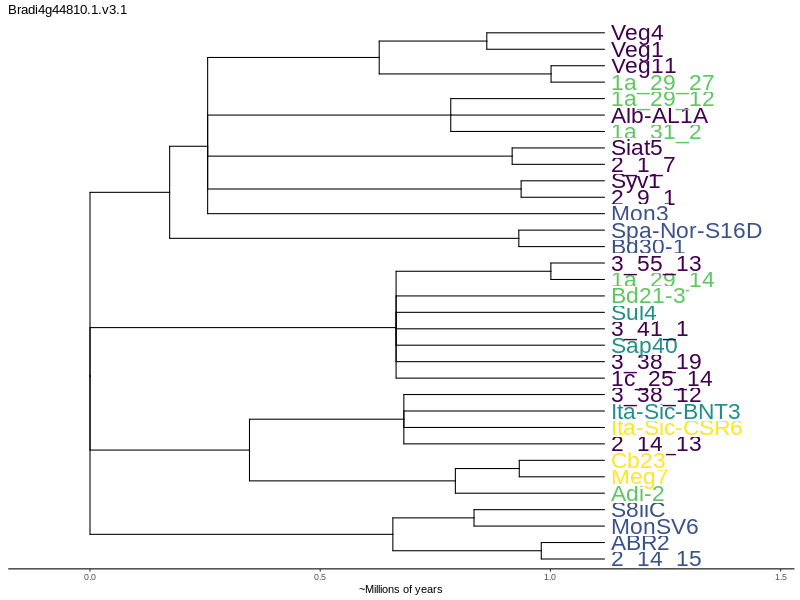 Bradi4g44810.1.v3.1
Veg4
Veg1
Veg11
1a_29_27
1a_29_12
Alb-AL1A
1a_31_2
Siat5
2_1_7
Syv1
2_9_1
Mon3
Spa-Nor-S16D
Bd30-1
3_55_13
1a_29_14
Bd21-3
Sul4
3_41_1
Sap40
3_38_19
1c_25_14
3_38_12
Ita-Sic-BNT3
Ita-Sic-CSR6
2_14_13
Cb23
Meg7
Adi-2
S8iiC
MonSV6
ABR2
2_14_15
0.0 0.5 1.0 1.5
~Millions of years